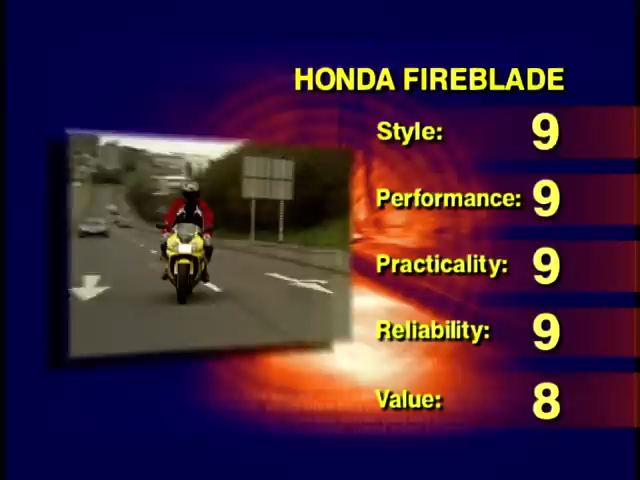 HONDA FIREBLADE
Style: 9
Performance: 9
Practicality: 9
Reliability: 9
Value: 8